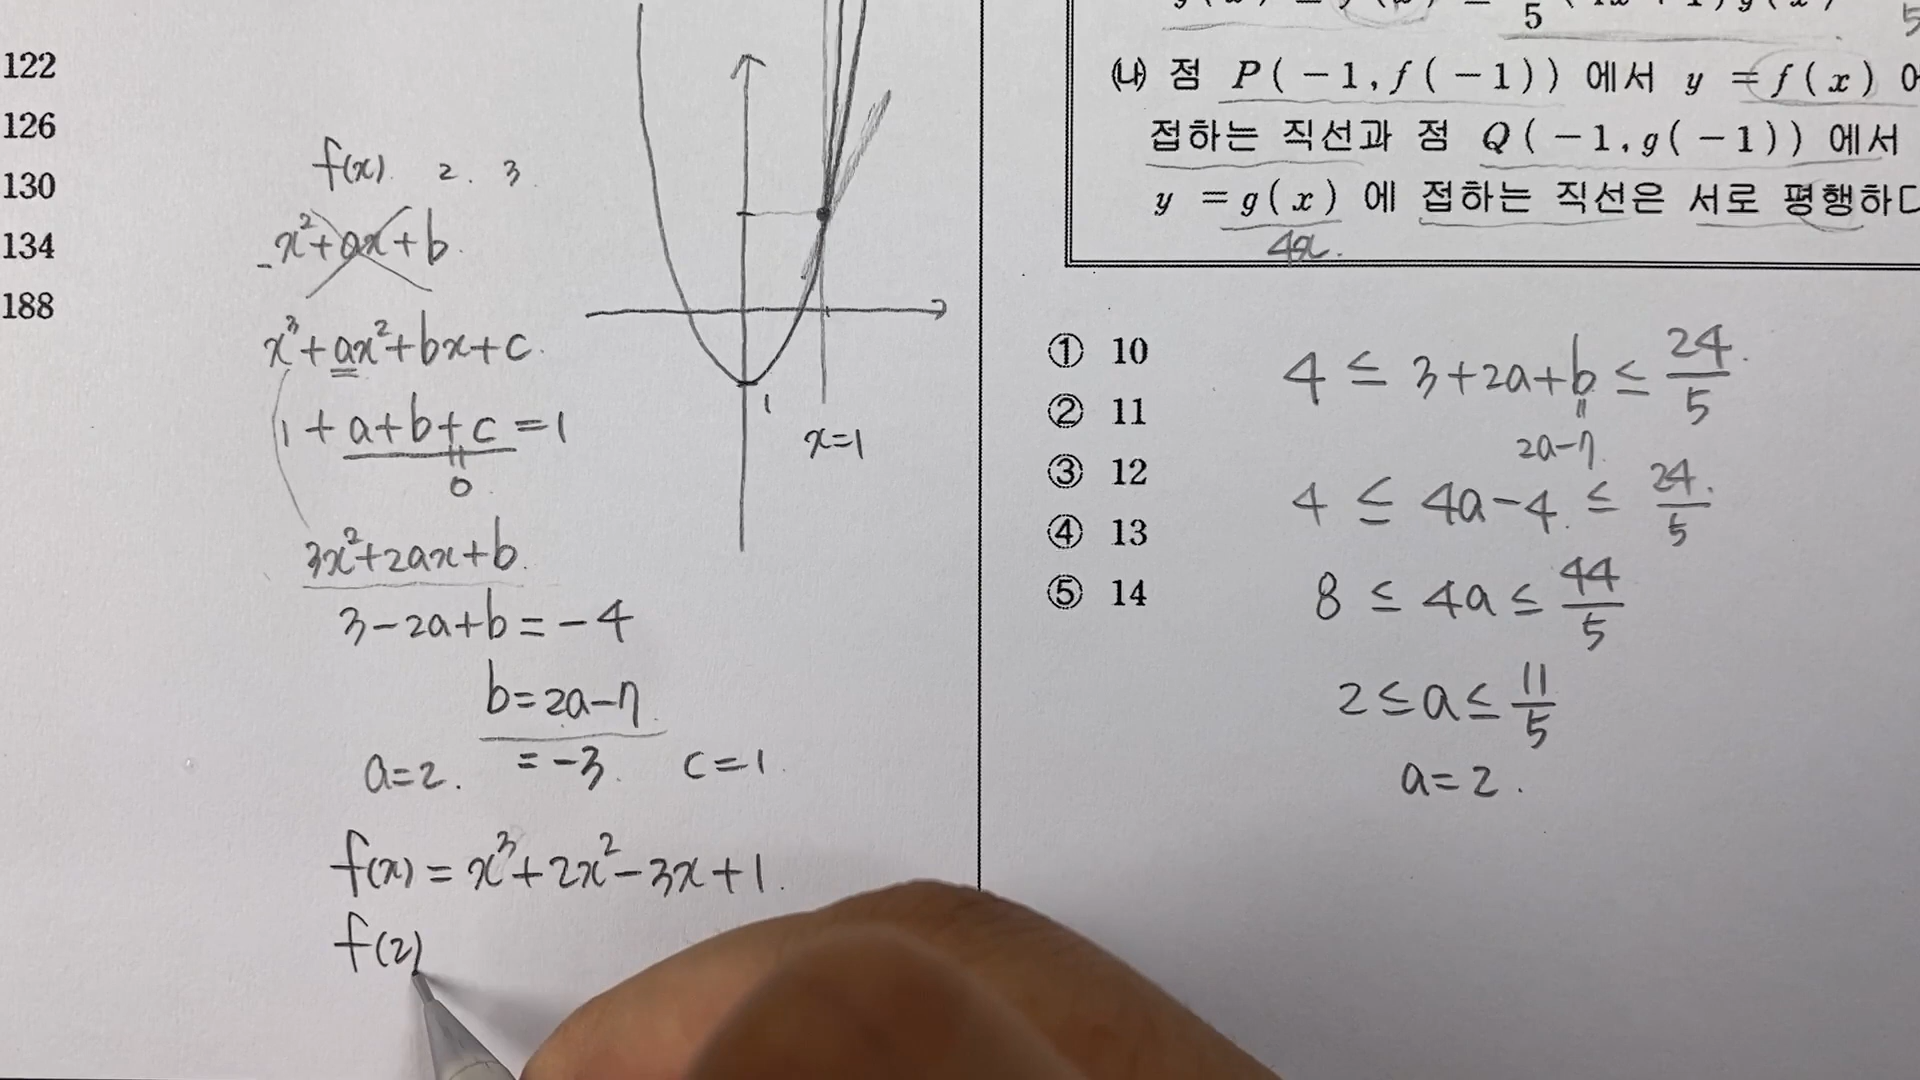 122
126
130
134
188
f(x). 2. 3.
x²+ax+b.
x³+ax²+bx+c.
1+a+b+c=1
0
3x²+2ax+b.
3-2a+b=-4
b=2a-7
a=2. =-3. c=1.
f(x)=x³+2x²-3x+1.
f(2)
1
x=1
5
(나) 점 P(-1, f(-1)) 에서 y = f(x)
접하는 직선과 점 Q(-1, g(-1)) 에서
y = g(x) 에 접하는 직선은 서로 평행하다
4x.
① 10
② 11
③ 12
④ 13
⑤ 14
4 ≤ 3+2a+b ≤ 24/5.
2a-7.
4 ≤ 4a-4. ≤ 24/5.
8 ≤ 4a ≤ 44/5
2 ≤ a ≤ 11/5
a=2.